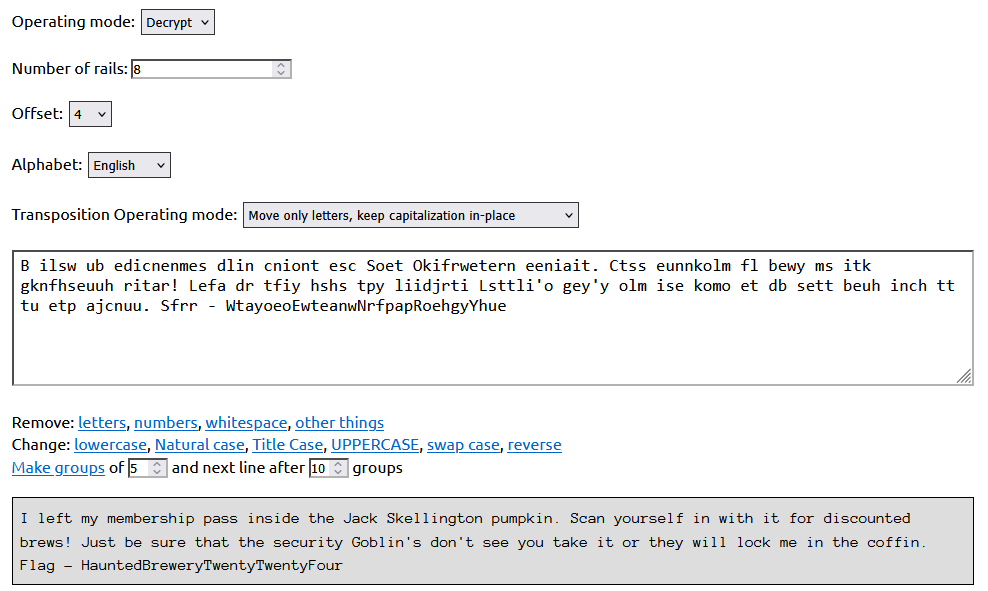 Operating mode: Decrypt
Number of rails: 8
Offset: 4
Alphabet: English
Transposition Operating mode: Move only letters, keep capitalization in-place
B ilsw ub edicnenmes dlin cniont esc Soet Okifrwetern eeniait. Ctss eunnkolm fl bewy ms itk
gknfhseuuh ritar! Lefa dr tfiy hshs tpy liidjrti Lsttli'o gey'y olm ise komo et db sett beuh inch tt
tu etp ajcnuu. Sfrr - WtayoeoEwteanwNrfpapRoehgyYhue
Remove: letters, numbers, whitespace, other things
Change: lowercase, Natural case, Title Case, UPPERCASE, swap case, reverse
Make groups of 5 and next line after 10 groups
I left my membership pass inside the Jack Skellington pumpkin. Scan yourself in with it for discounted
brews! Just be sure that the security Goblin's don't see you take it or they will lock me in the coffin.
Flag - HauntedBreweryTwentyTwentyFour